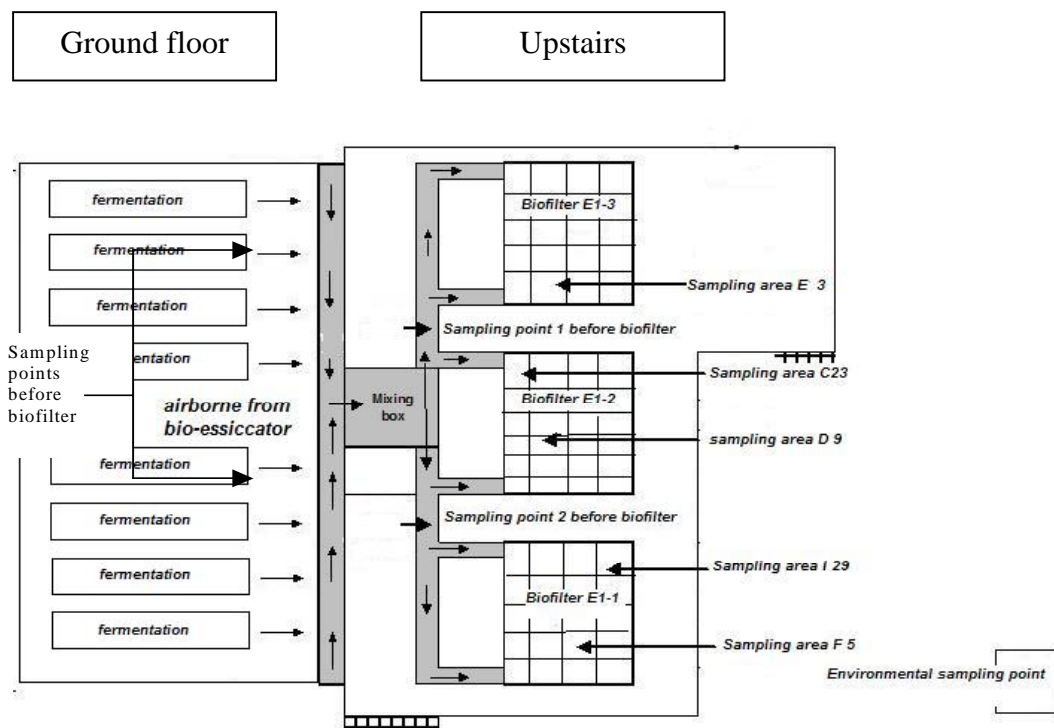 Ground floor
Upstairs
fermentation
fermentation
fermentation
mentation
Sampling
points
before
biofilter
airborne from
bio-essiccator
fermentation
fermentation
fermentation
fermentation
Mixing
box
Biofilter E1-3
Sampling area E 3
Sampling point 1 before biofilter
Sampling area C23
Biofilter E1-2
sampling area D 9
Sampling point 2 before biofilter
Sampling area I 29
Biofilter E1-1
Sampling area F 5
Environmental sampling point